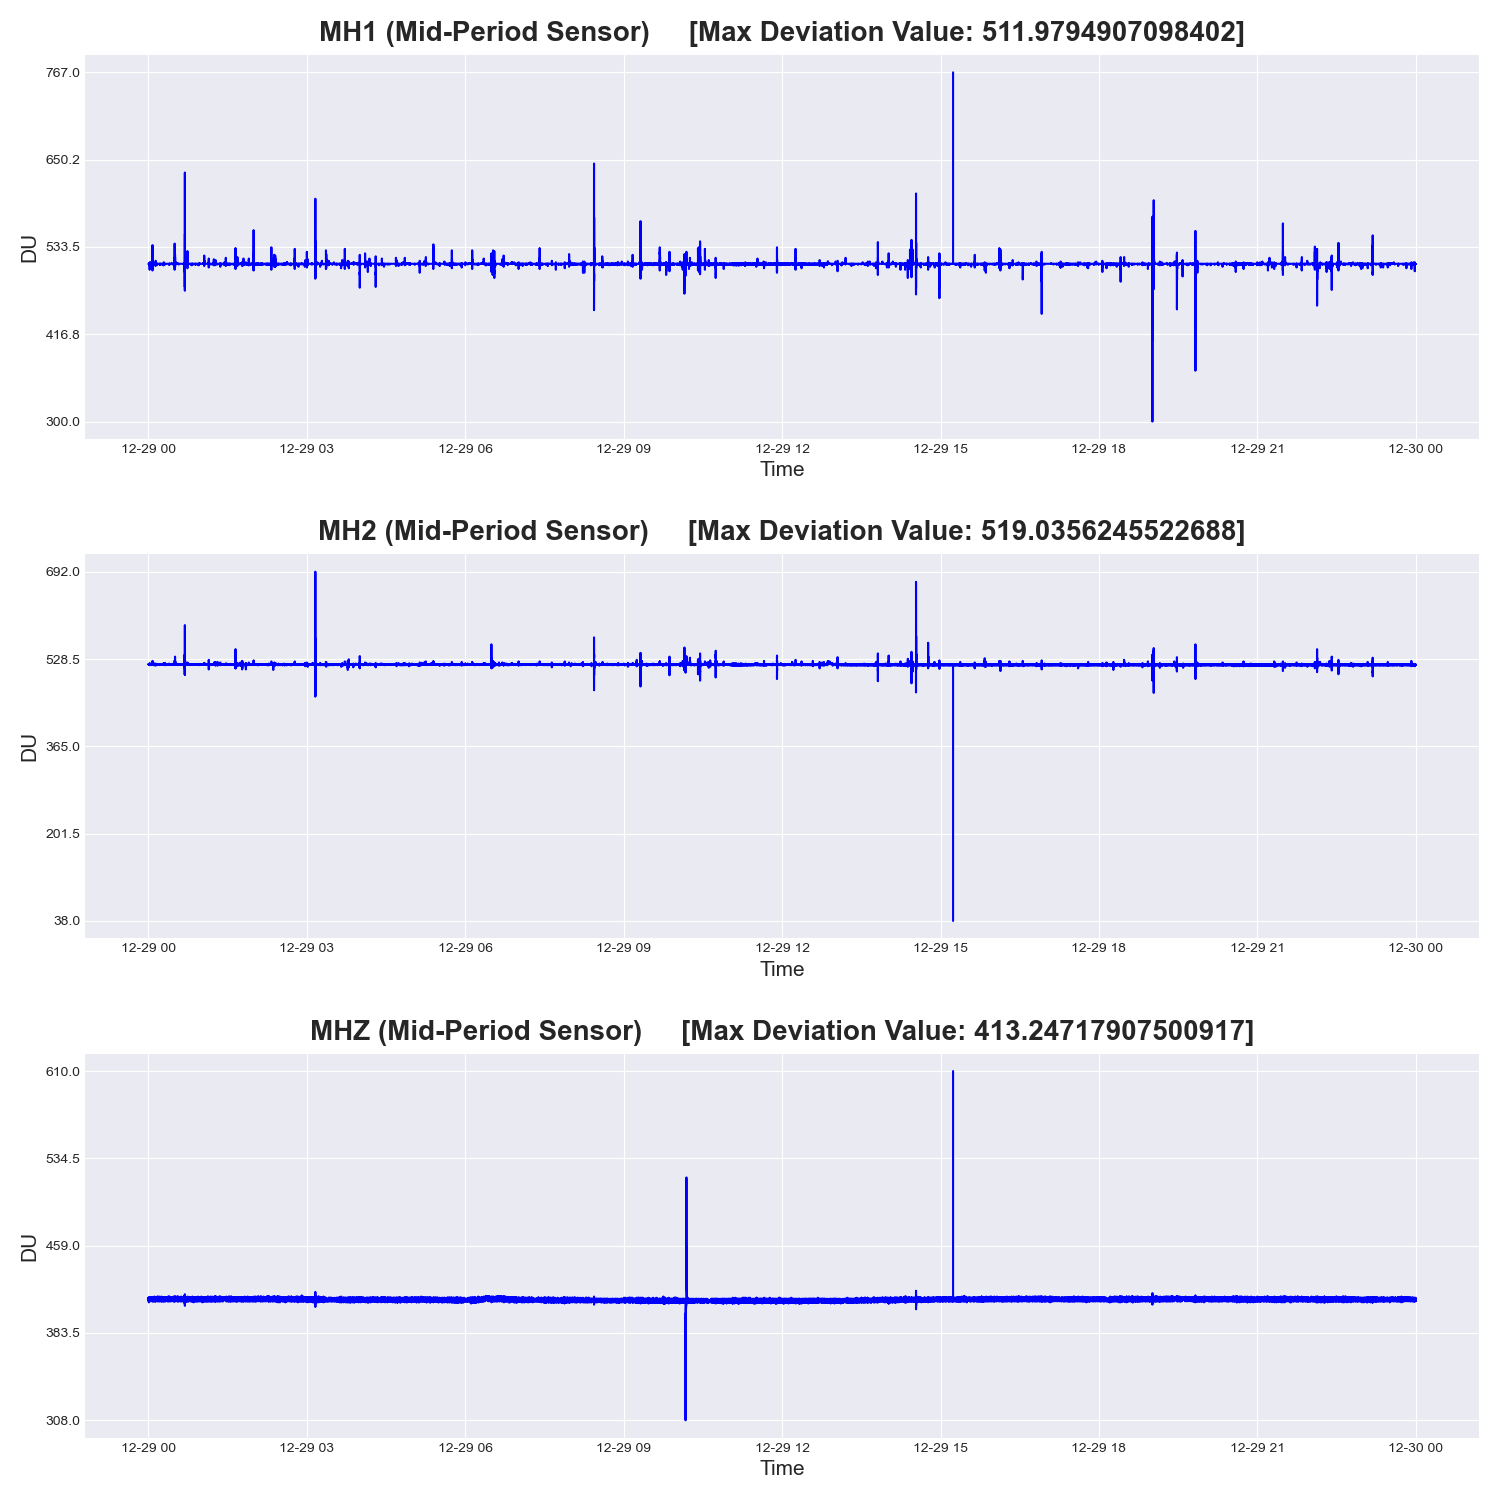 MH1 (Mid-Period Sensor) [Max Deviation Value: 511.9794907098402]
767.0
650.2
533.5
416.8
300.0
DU
12-29 00 12-29 03 12-29 06 12-29 09 12-29 12 12-29 15 12-29 18 12-29 21 12-30 00
Time
MH2 (Mid-Period Sensor) [Max Deviation Value: 519.0356245522688]
692.0
528.5
365.0
201.5
38.0
DU
12-29 00 12-29 03 12-29 06 12-29 09 12-29 12 12-29 15 12-29 18 12-29 21 12-30 00
Time
MHZ (Mid-Period Sensor) [Max Deviation Value: 413.24717907500917]
610.0
534.5
459.0
383.5
308.0
DU
12-29 00 12-29 03 12-29 06 12-29 09 12-29 12 12-29 15 12-29 18 12-29 21 12-30 00
Time